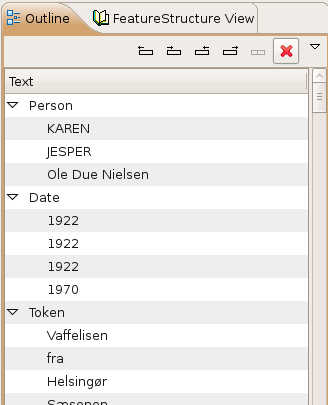 Outline
FeatureStructure View
Text
Person
KAREN
JESPER
Ole Due Nielsen
Date
1922
1922
1922
1970
Token
Vaffelisen
fra
Helsingør
Sæsonen